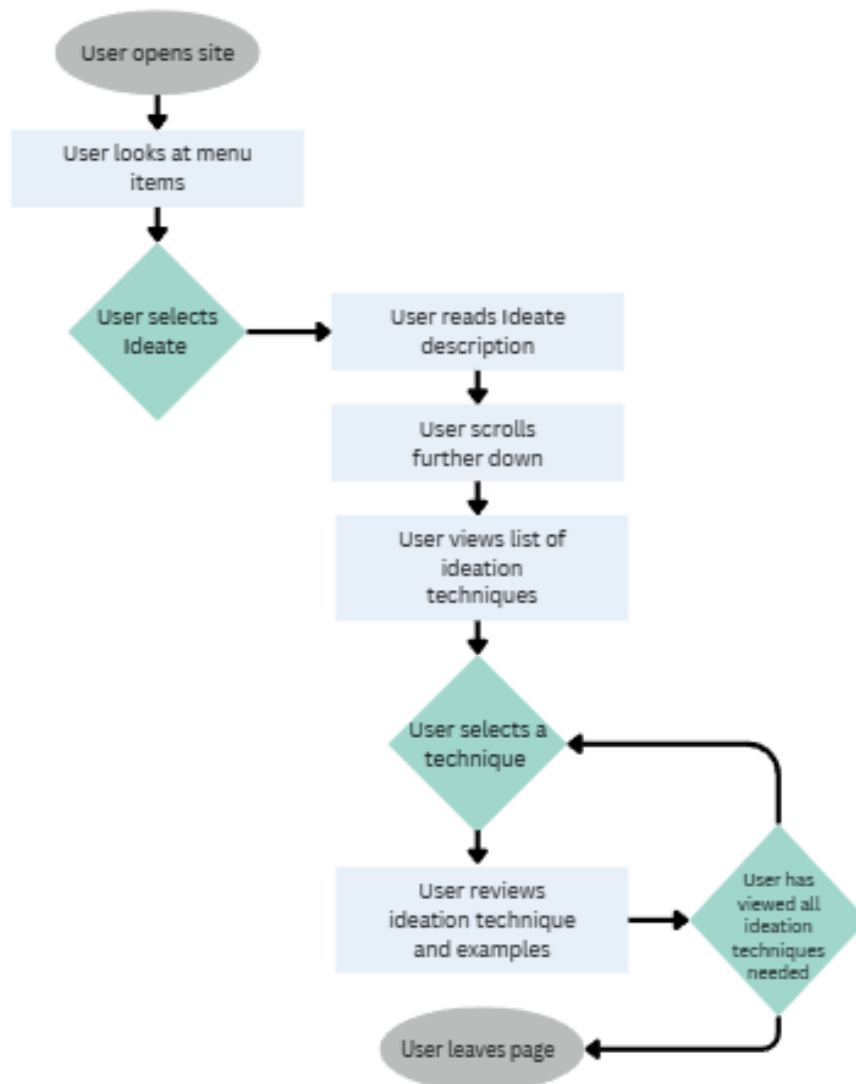 User opens site
User looks at menu
items
User selects
Ideate
User reads Ideate
description
User scrolls
further down
User views list of
ideation
techniques
User selects a
technique
User reviews
ideation technique
and examples
User has
viewed all
ideation
techniques
needed
User leaves page